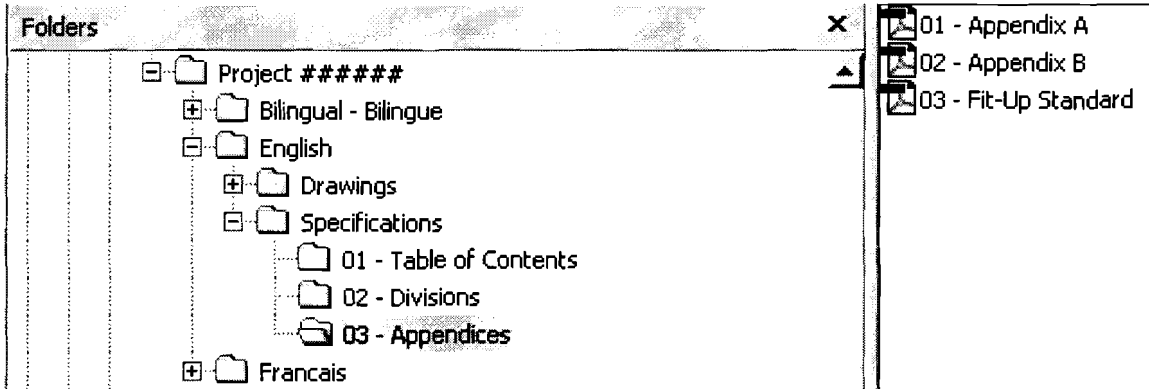 Folders
Project ######
Bilingual - Bilingue
English
Drawings
Specifications
01 - Table of Contents
02 - Divisions
03 - Appendices
Francais
01 - Appendix A
02 - Appendix B
03 - Fit-Up Standard